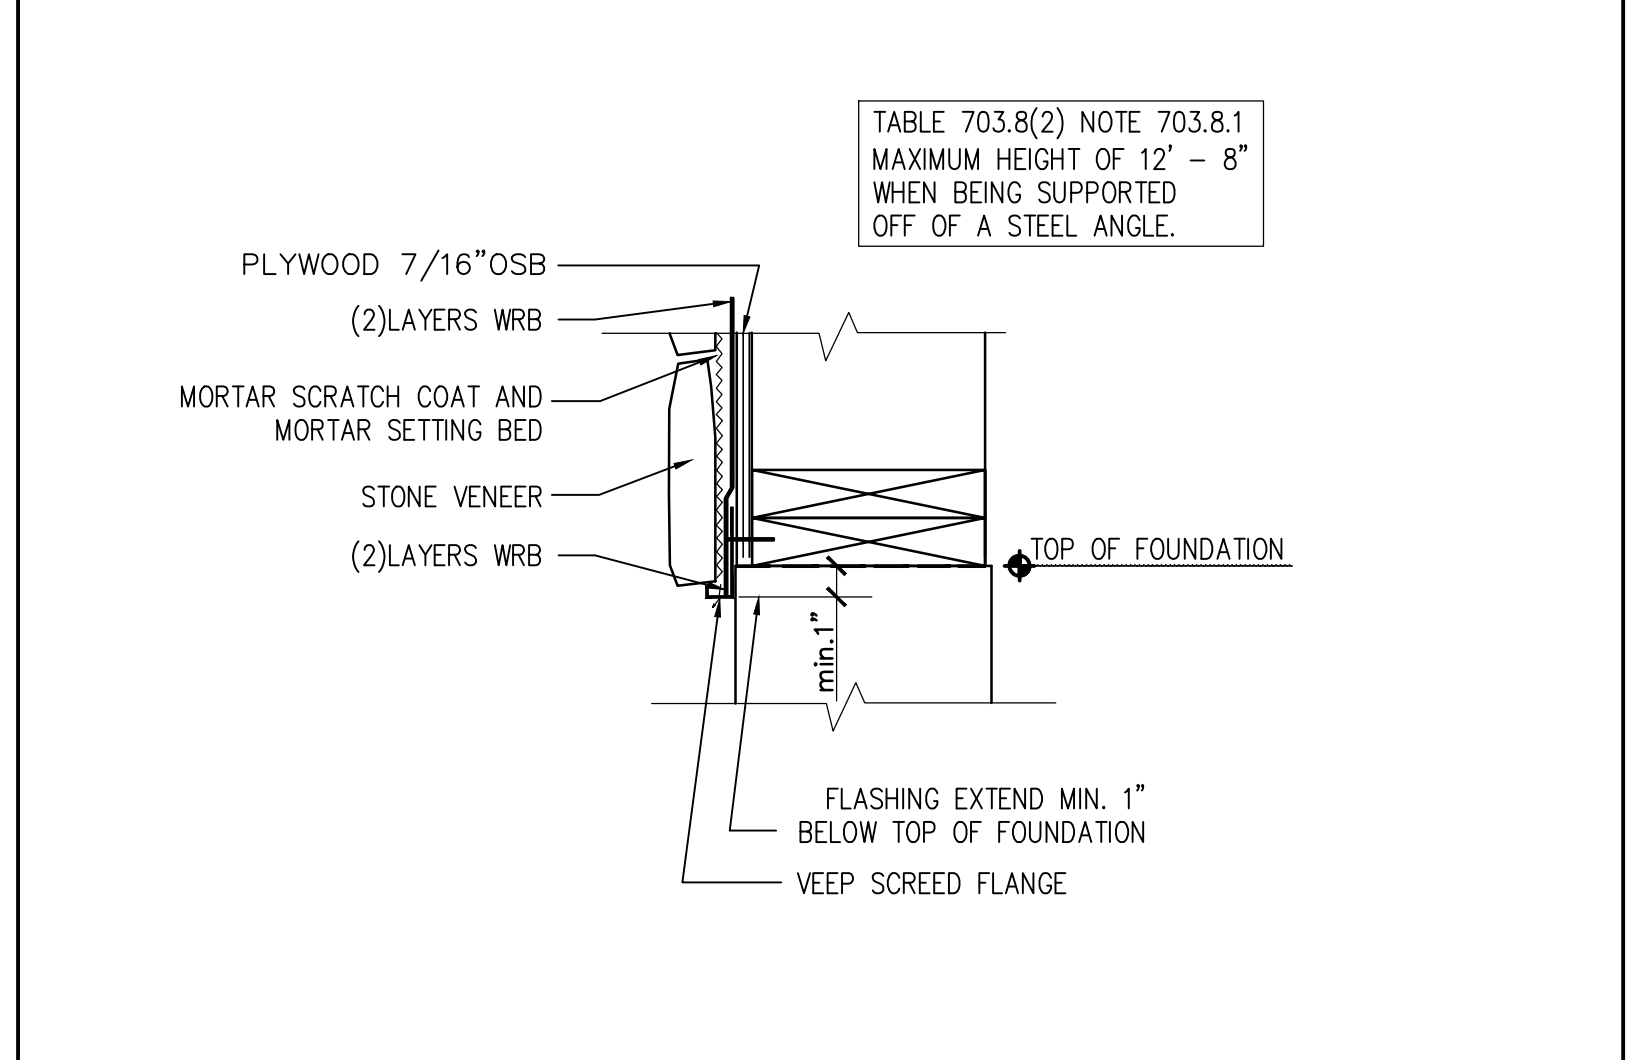 TABLE 703.8(2) NOTE 703.8.1
MAXIMUM HEIGHT OF 12' - 8"
WHEN BEING SUPPORTED
OFF OF A STEEL ANGLE.
PLYWOOD 7/16"OSB
(2)LAYERS WRB
MORTAR SCRATCH COAT AND
MORTAR SETTING BED
STONE VENEER
(2)LAYERS WRB
TOP OF FOUNDATION
min.1"
FLASHING EXTEND MIN. 1"
BELOW TOP OF FOUNDATION
VEEP SCREED FLANGE